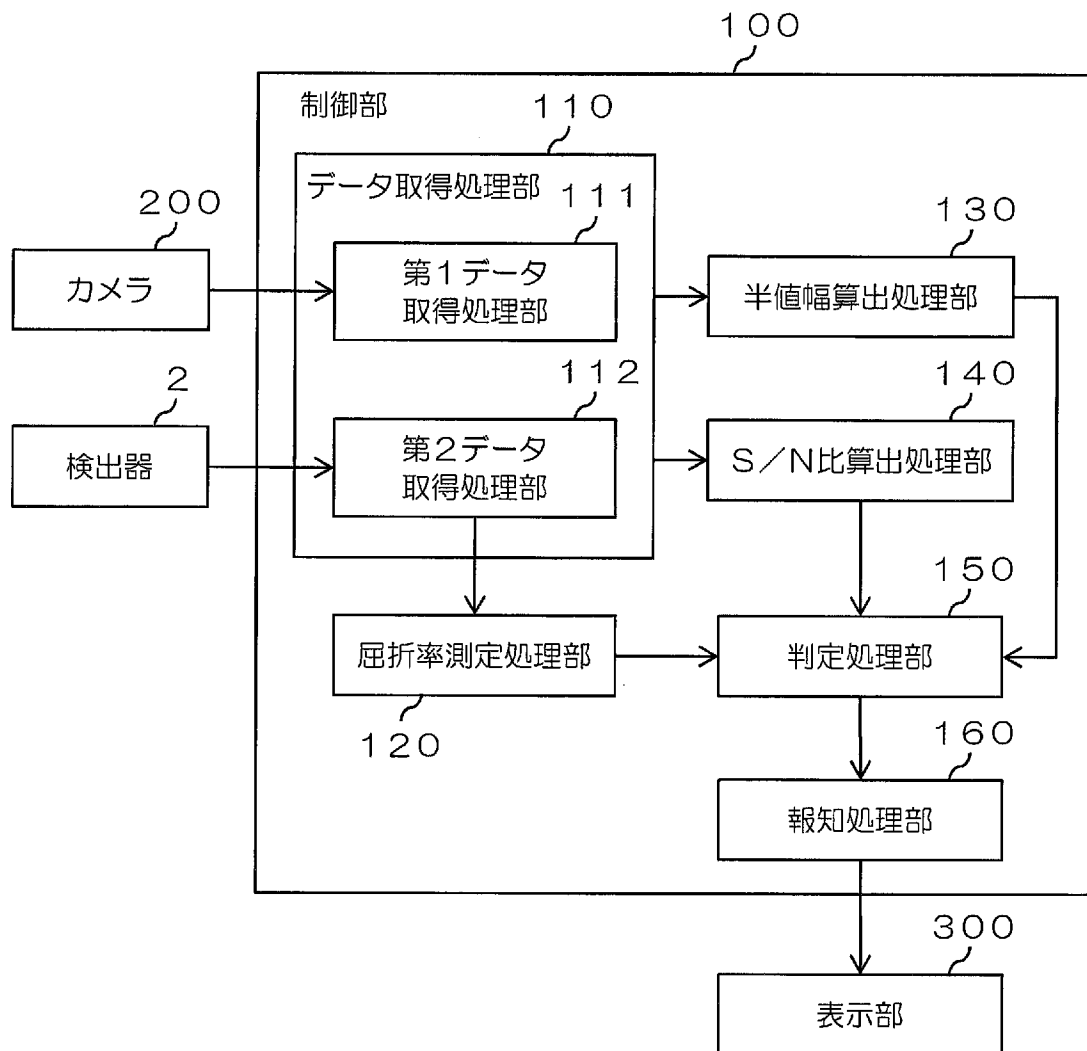 １００
制御部
１１０
データ取得処理部
２００
カメラ
１１１
第１データ
取得処理部
１３０
半値幅算出処理部
２
検出器
１１２
第２データ
取得処理部
１４０
Ｓ／Ｎ比算出処理部
１５０
屈折率測定処理部
判定処理部
１２０
１６０
報知処理部
３００
表示部